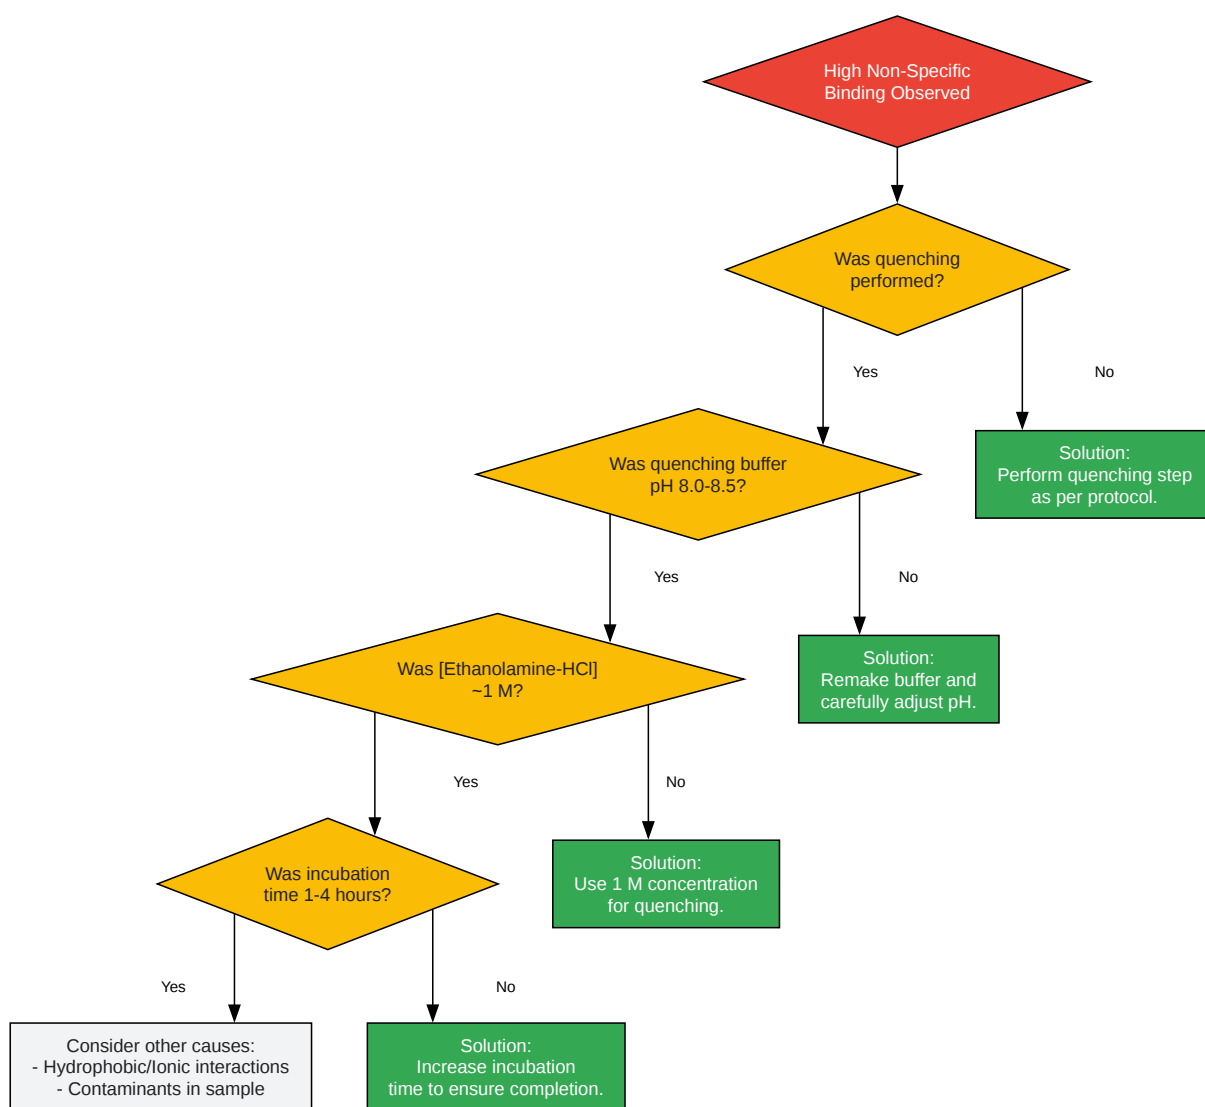 High Non-Specific
Binding Observed
Was quenching
performed?
Yes
No
Was quenching buffer
pH 8.0-8.5?
Solution:
Perform quenching step
as per protocol.
Yes
No
Was [Ethanolamine-HCl]
~1 M?
Solution:
Remake buffer and
carefully adjust pH.
Yes
No
Was incubation
time 1-4 hours?
Solution:
Use 1 M concentration
for quenching.
Yes
No
Consider other causes:
- Hydrophobic/Ionic interactions
- Contaminants in sample
Solution:
Increase incubation
time to ensure completion.